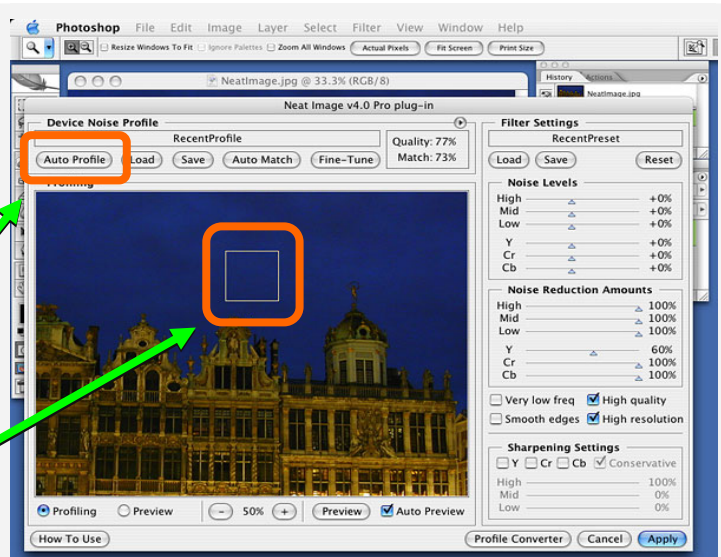 Photoshop File Edit Image Layer Select Filter View Window Help
Resize Windows To Fit Ignore Palettes Zoom All Windows Actual Pixels Fit Screen Print Size
NeatImage.jpg @ 33.3% (RGB/8)
History Actions
NeatImage.jpg
Neat Image v4.0 Pro plug-in
Device Noise Profile
RecentProfile
Quality: 77%
Match: 73%
Auto Profile Load Save Auto Match Fine-Tune
Profiling
Filter Settings
RecentPreset
Load Save Reset
Noise Levels
High +0%
Mid +0%
Low +0%
Y +0%
Cr +0%
Cb +0%
Noise Reduction Amounts
High 100%
Mid 100%
Low 100%
Y 60%
Cr 100%
Cb 100%
Very low freq High quality
Smooth edges High resolution
Sharpening Settings
Y Cr Cb Conservative
High 100%
Mid 0%
Low 0%
Profiling Preview - 50% + Preview Auto Preview
How To Use Profile Converter Cancel Apply